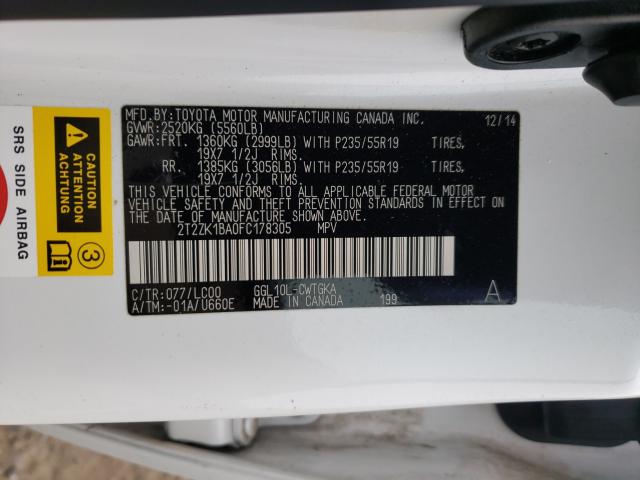 MFD.BY:TOYOTA MOTOR MANUFACTURING CANADA INC. 12/14
GVWR:2520KG (5560LB)
GAWR:FRT. 1360KG (2999LB) WITH P235/55R19 TIRES,
19X7 1/2J RIMS.
RR. 1385KG (3056LB) WITH P235/55R19 TIRES,
19X7 1/2J RIMS.
THIS VEHICLE CONFORMS TO ALL APPLICABLE FEDERAL MOTOR
VEHICLE SAFETY AND THEFT PREVENTION STANDARDS IN EFFECT
ON THE DATE OF MANUFACTURE SHOWN ABOVE.
2T2ZK1BA0FC178305 MPV
C/TR:077/LC00 GGL10L-CWTGKA
A/TM:-01A/U660E MADE IN CANADA 199 A
SRS SIDE AIRBAG
CAUTION
ATTENTION
ACHTUNG
3